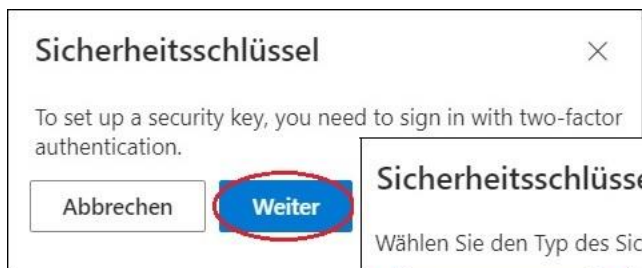 Sicherheitsschlüssel
To set up a security key, you need to sign in with two-factor
authentication.
Abbrechen Weiter
Wählen Sie den Typ des